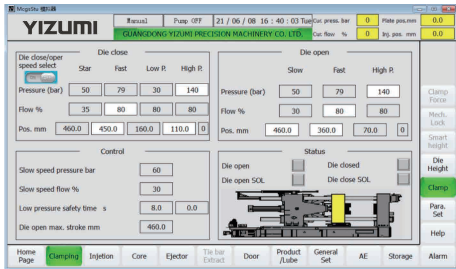 McgsStu 模拟器
YIZUMI
Manual
Pump OFF
21 / 06 / 08 16 : 40 : 03 Tue
GUANGDONG YIZUMI PRECISION MACHINERY CO. LTD.
Cur. press. bar 0 Plate pos.mm 0.0
Cur. flow % 0 Inj. pos. mm 0.0
Die close/oper speed select
Die close
Star Fast Low P. High P.
Pressure (bar) 50 79 30 140
Flow % 35 80 80 80
Pos. mm 460.0 450.0 160.0 110.0 0
Die open
Slow Fast High P.
Pressure (bar) 50 79 140
Flow % 30 80 80
Pos. mm 460.0 360.0 70.0 0
Control
Slow speed pressure bar 60
Slow speed flow % 30
Low pressure safety time s 8.0 0.0
Die open max. stroke mm 460.0
Status
Die open Die closed
Die open SOL Die close SOL
Clamp Force
Mech. Lock
Smart height
Die Height
Clamp
Para. Set
Help
Home Page
Clamping
Injetion
Core
Ejector
Tie bar Extract
Door
Product /Lube
General Set
AE
Storage
Alarm